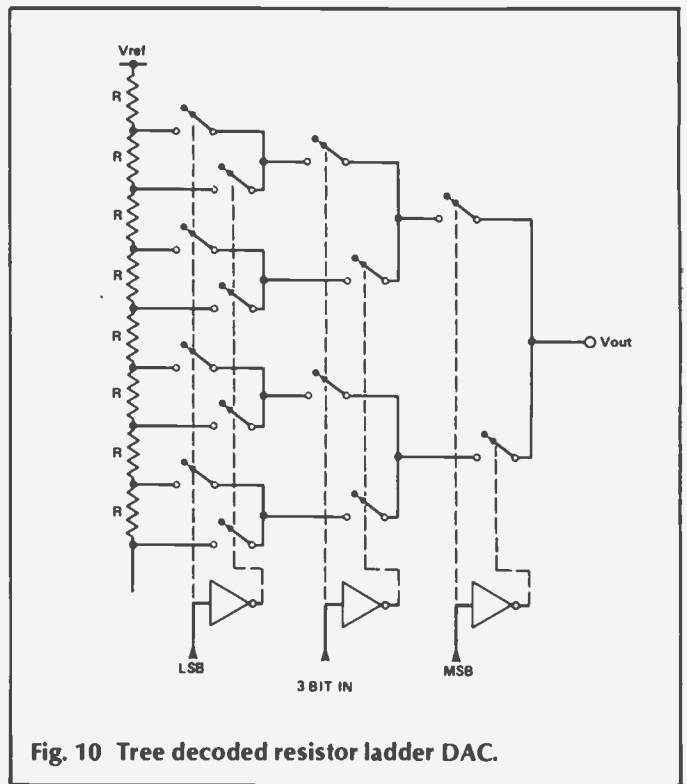 Vref
R
R
R
R
R
R
R
R
Vout
LSB
3 BIT IN
MSB
Fig. 10 Tree decoded resistor ladder DAC.